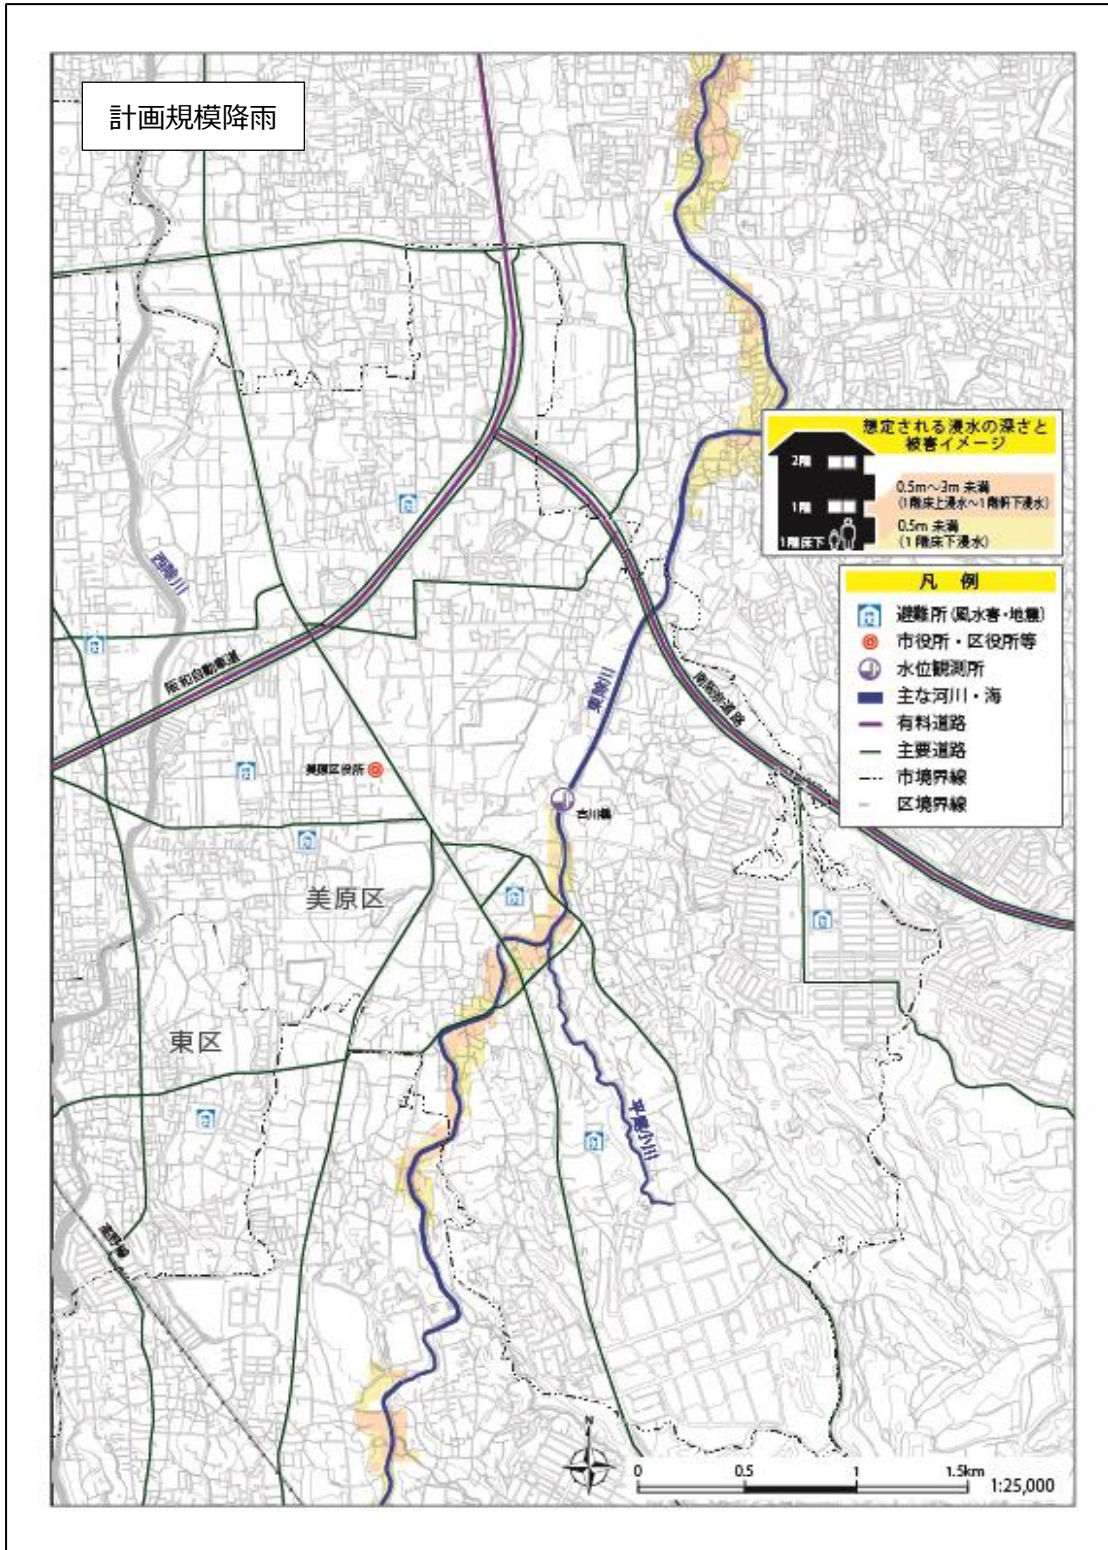 計画規模降雨
想定される浸水の深さと
被害イメージ
2階
1階
1階床下
0.5m～3m 未満
(1階床上浸水～1階軒下浸水)
0.5m 未満
(1階床下浸水)
凡 例
避難所(風水害・地震)
市役所・区役所等
水位観測所
主な河川・海
有料道路
主要道路
市境界線
区境界線
西除川
阪和自動車道
東除川
南阪奈道路
美原区役所
美原区
東区
平尾小川
高野線
N
0 0.5 1 1.5km
1:25,000